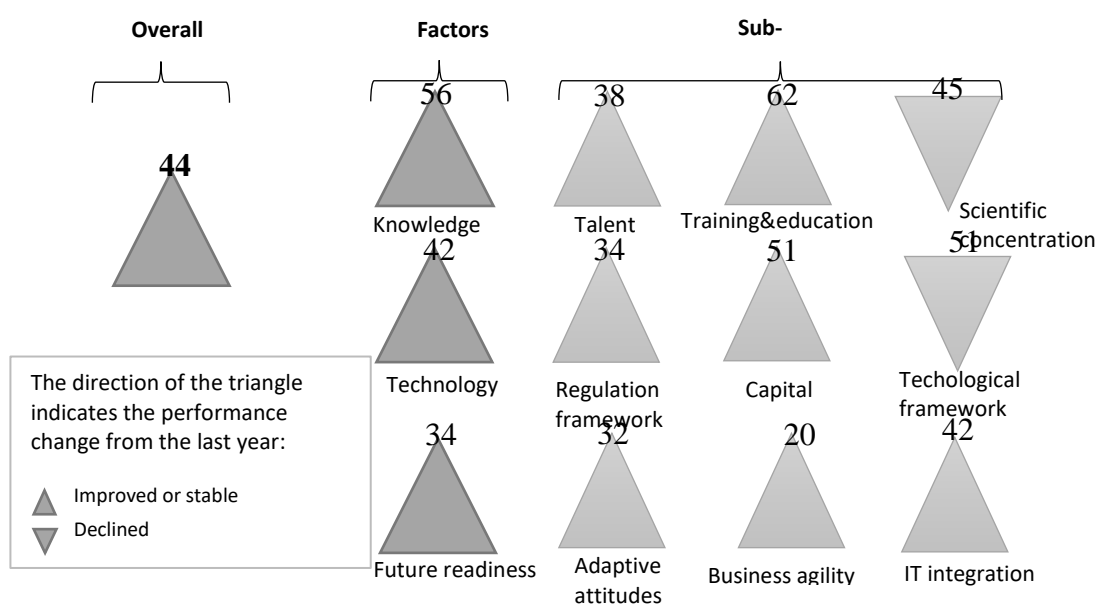 Overall
Factors
Sub-
56
38
62
45
44
Knowledge
Talent
Training&education
Scientific
concentration
42
34
51
51
Technology
Regulation
framework
Capital
Techological
framework
The direction of the triangle
indicates the performance
change from the last year:
Improved or stable
Declined
34
32
20
42
Future readiness
Adaptive
attitudes
Business agility
IT integration